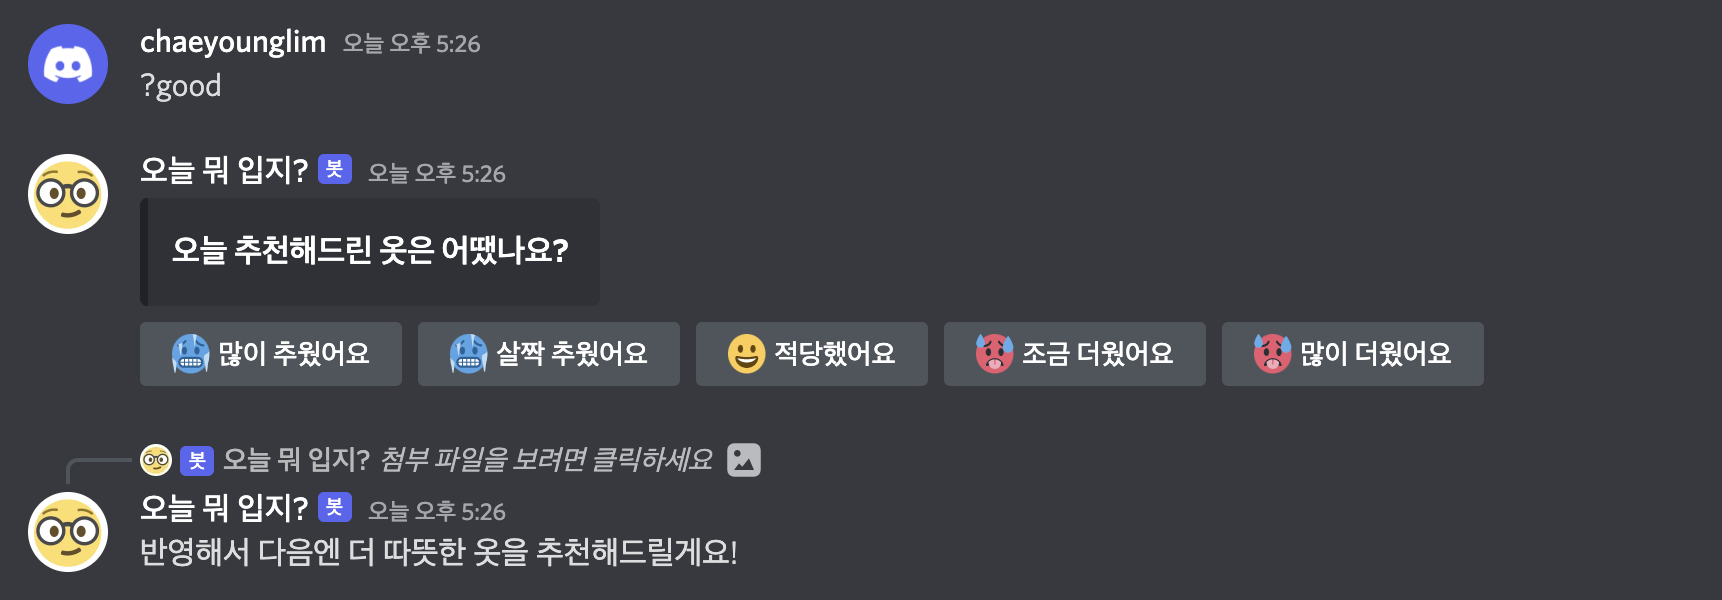 chaeyounglim 오늘 오후 5:26
?good
오늘 뭐 입지? 봇 오늘 오후 5:26
오늘 추천해드린 옷은 어땠나요?
많이 추웠어요 살짝 추웠어요 적당했어요 조금 더웠어요 많이 더웠어요
봇 오늘 뭐 입지? 첨부 파일을 보려면 클릭하세요
오늘 뭐 입지? 봇 오늘 오후 5:26
반영해서 다음엔 더 따뜻한 옷을 추천해드릴게요!